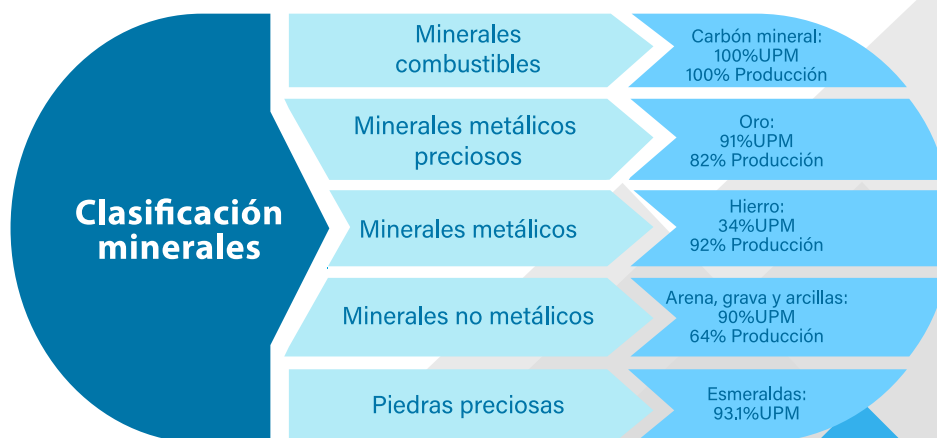 Clasificación
minerales
Minerales
combustibles
Carbón mineral:
100%UPM
100% Producción
Minerales metálicos
preciosos
Oro:
91%UPM
82% Producción
Minerales metálicos
Hierro:
34%UPM
92% Producción
Minerales no metálicos
Arena, grava y arcillas:
90%UPM
64% Producción
Piedras preciosas
Esmeraldas:
93.1%UPM